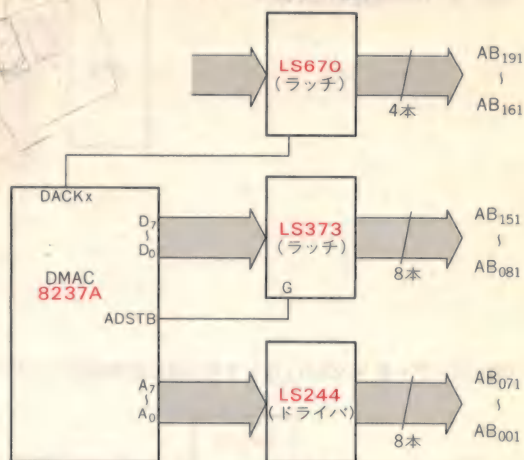 LS670
(ラッチ)
4本
AB191
〜
AB161
DACKx
D7
〜
D0
LS373
(ラッチ)
G
8本
AB151
〜
AB081
DMAC
8237A
ADSTB
A7
〜
A0
LS244
(ドライバ)
8本
AB071
〜
AB001